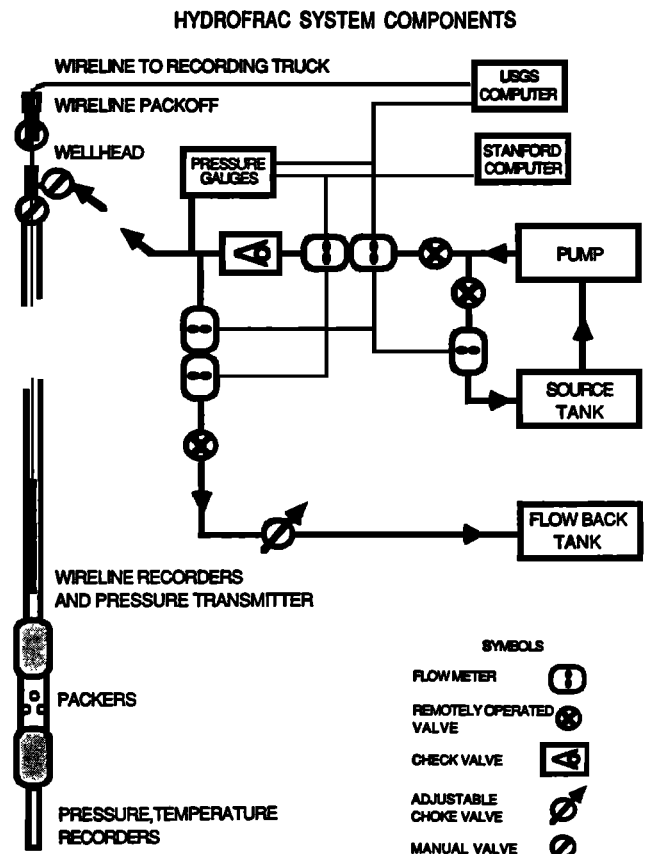 HYDROFRAC SYSTEM COMPONENTS
WIRELINE TO RECORDING TRUCK
USGS
COMPUTER
WIRELINE PACKOFF
WELLHEAD
PRESSURE
GAUGES
STANFORD
COMPUTER
PUMP
SOURCE
TANK
FLOW BACK
TANK
WIRELINE RECORDERS
AND PRESSURE TRANSMITTER
PACKERS
PRESSURE,TEMPERATURE
RECORDERS
SYMBOLS
FLOW METER
REMOTELY OPERATED
VALVE
CHECK VALVE
ADJUSTABLE
CHOKE VALVE
MANUAL VALVE